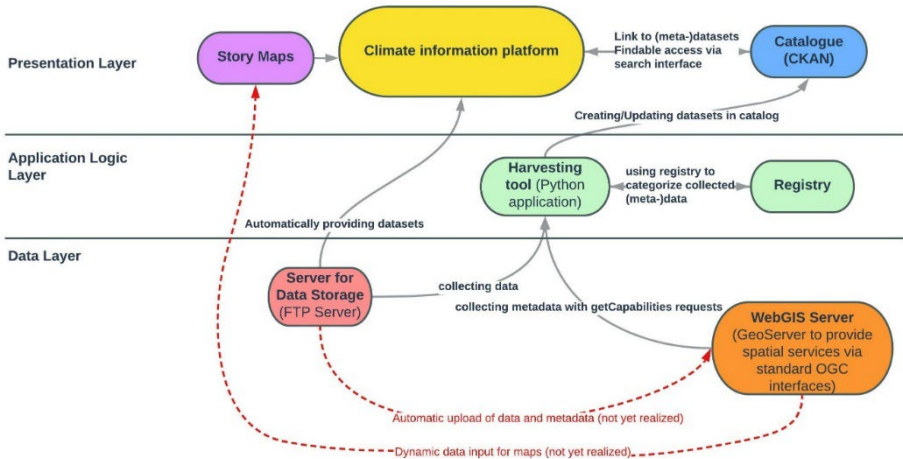 Presentation Layer
Story Maps
Climate information platform
Link to (meta-)datasets
Findable access via
search interface
Catalogue
(CKAN)
Creating/Updating datasets in catalog
Application Logic
Layer
Harvesting
tool (Python
application)
using registry to
categorize collected
(meta-)data
Registry
Automatically providing datasets
Data Layer
Server for
Data Storage
(FTP Server)
collecting data
collecting metadata with getCapabilities requests
WebGIS Server
(GeoServer to provide
spatial services via
standard OGC
interfaces)
Automatic upload of data and metadata (not yet realized)
Dynamic data input for maps (not yet realized)